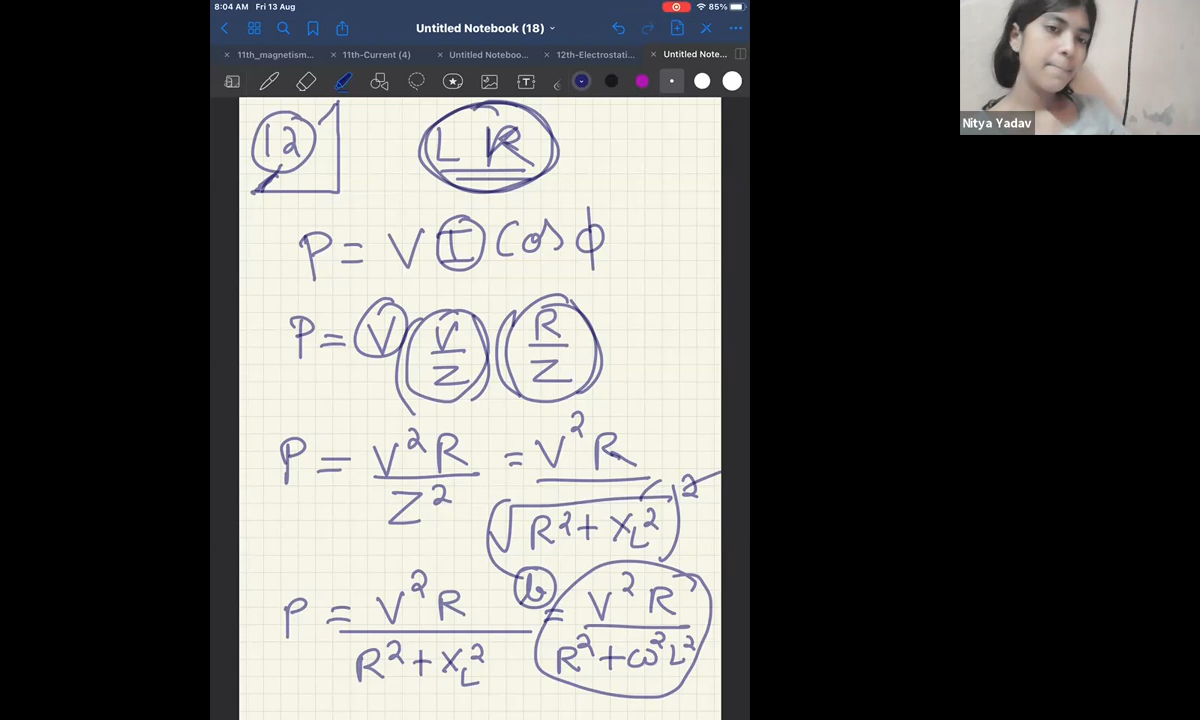 8:04 AM Fri 13 Aug
85%
Untitled Notebook (18)
11th_magnetism...
11th-Current (4)
Untitled Noteboo...
12th-Electrostati...
Untitled Note...
Nitya Yadav
12
L R
P = V I Cos ϕ
P = V (V/Z) (R/Z)
P = V²R/Z² = V²R/(√(R² + X_L²))²
P = V²R/(R² + X_L²) = V²R/(R² + ω²L²)